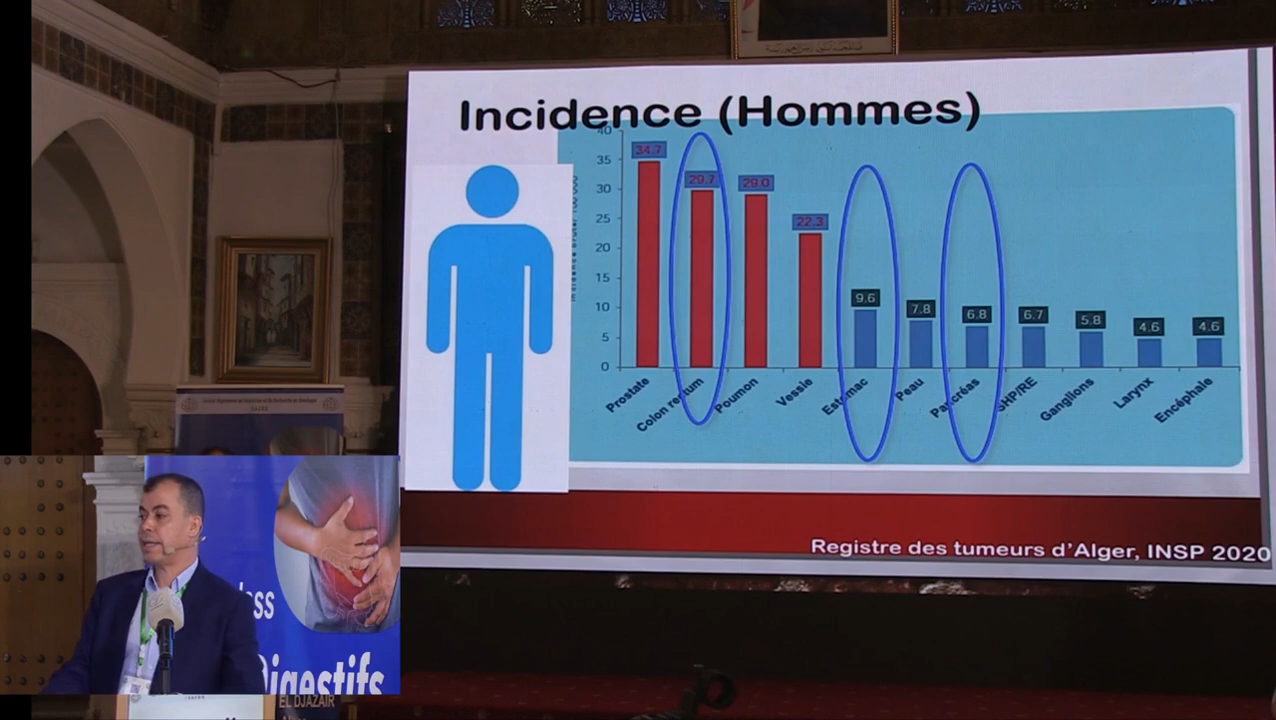 Incidence (Hommes)
40
35
30
25
20
15
10
5
0
34.7
29.7
29.0
22.3
9.6
7.8
6.8
6.7
5.8
4.6
4.6
Prostate
Colon rectum
Poumon
Vessie
Estomac
Peau
Pancréas
SHP/RE
Ganglions
Larynx
Encéphale
Registre des tumeurs d'Alger, INSP 2020
Digestifs
EL DJAZAIR